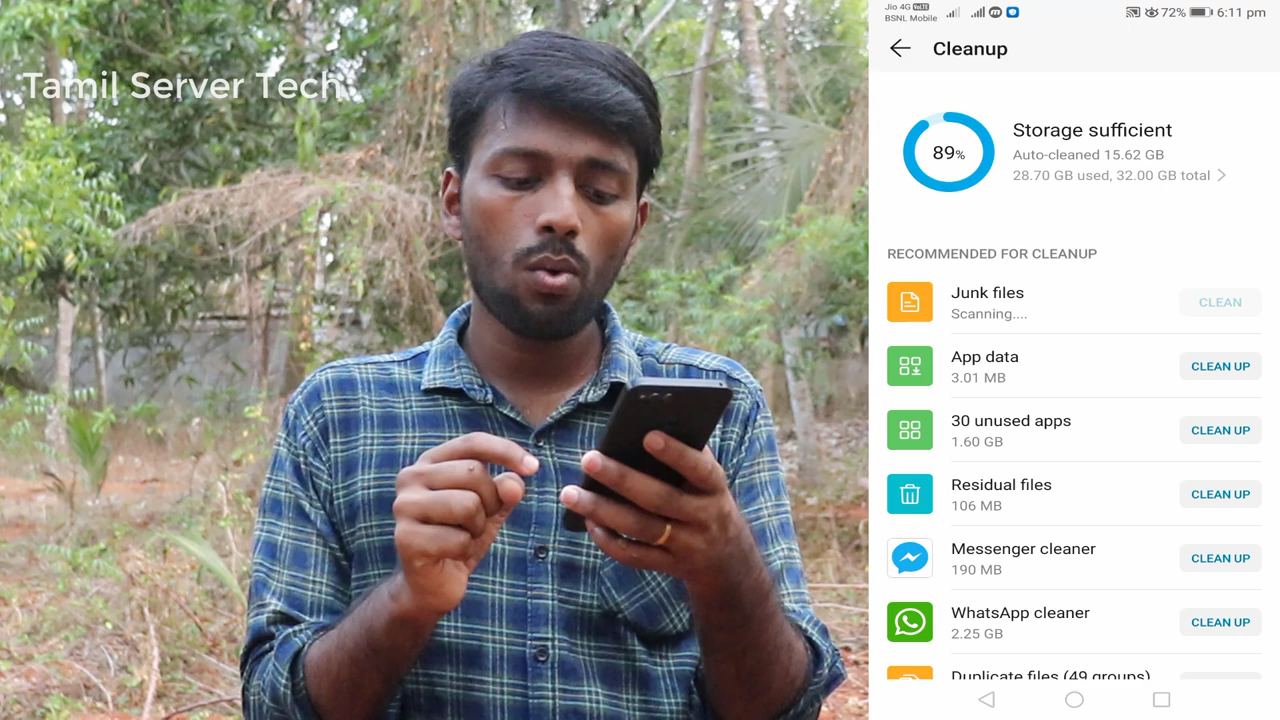 Tamil Server Tech
Jio 4G VoLTE
BSNL Mobile
72% 6:11 pm
Cleanup
89%
Storage sufficient
Auto-cleaned 15.62 GB
28.70 GB used, 32.00 GB total
RECOMMENDED FOR CLEANUP
Junk files
Scanning....
CLEAN
App data
3.01 MB
CLEAN UP
30 unused apps
1.60 GB
CLEAN UP
Residual files
106 MB
CLEAN UP
Messenger cleaner
190 MB
CLEAN UP
WhatsApp cleaner
2.25 GB
CLEAN UP
Duplicate files (49 groups)